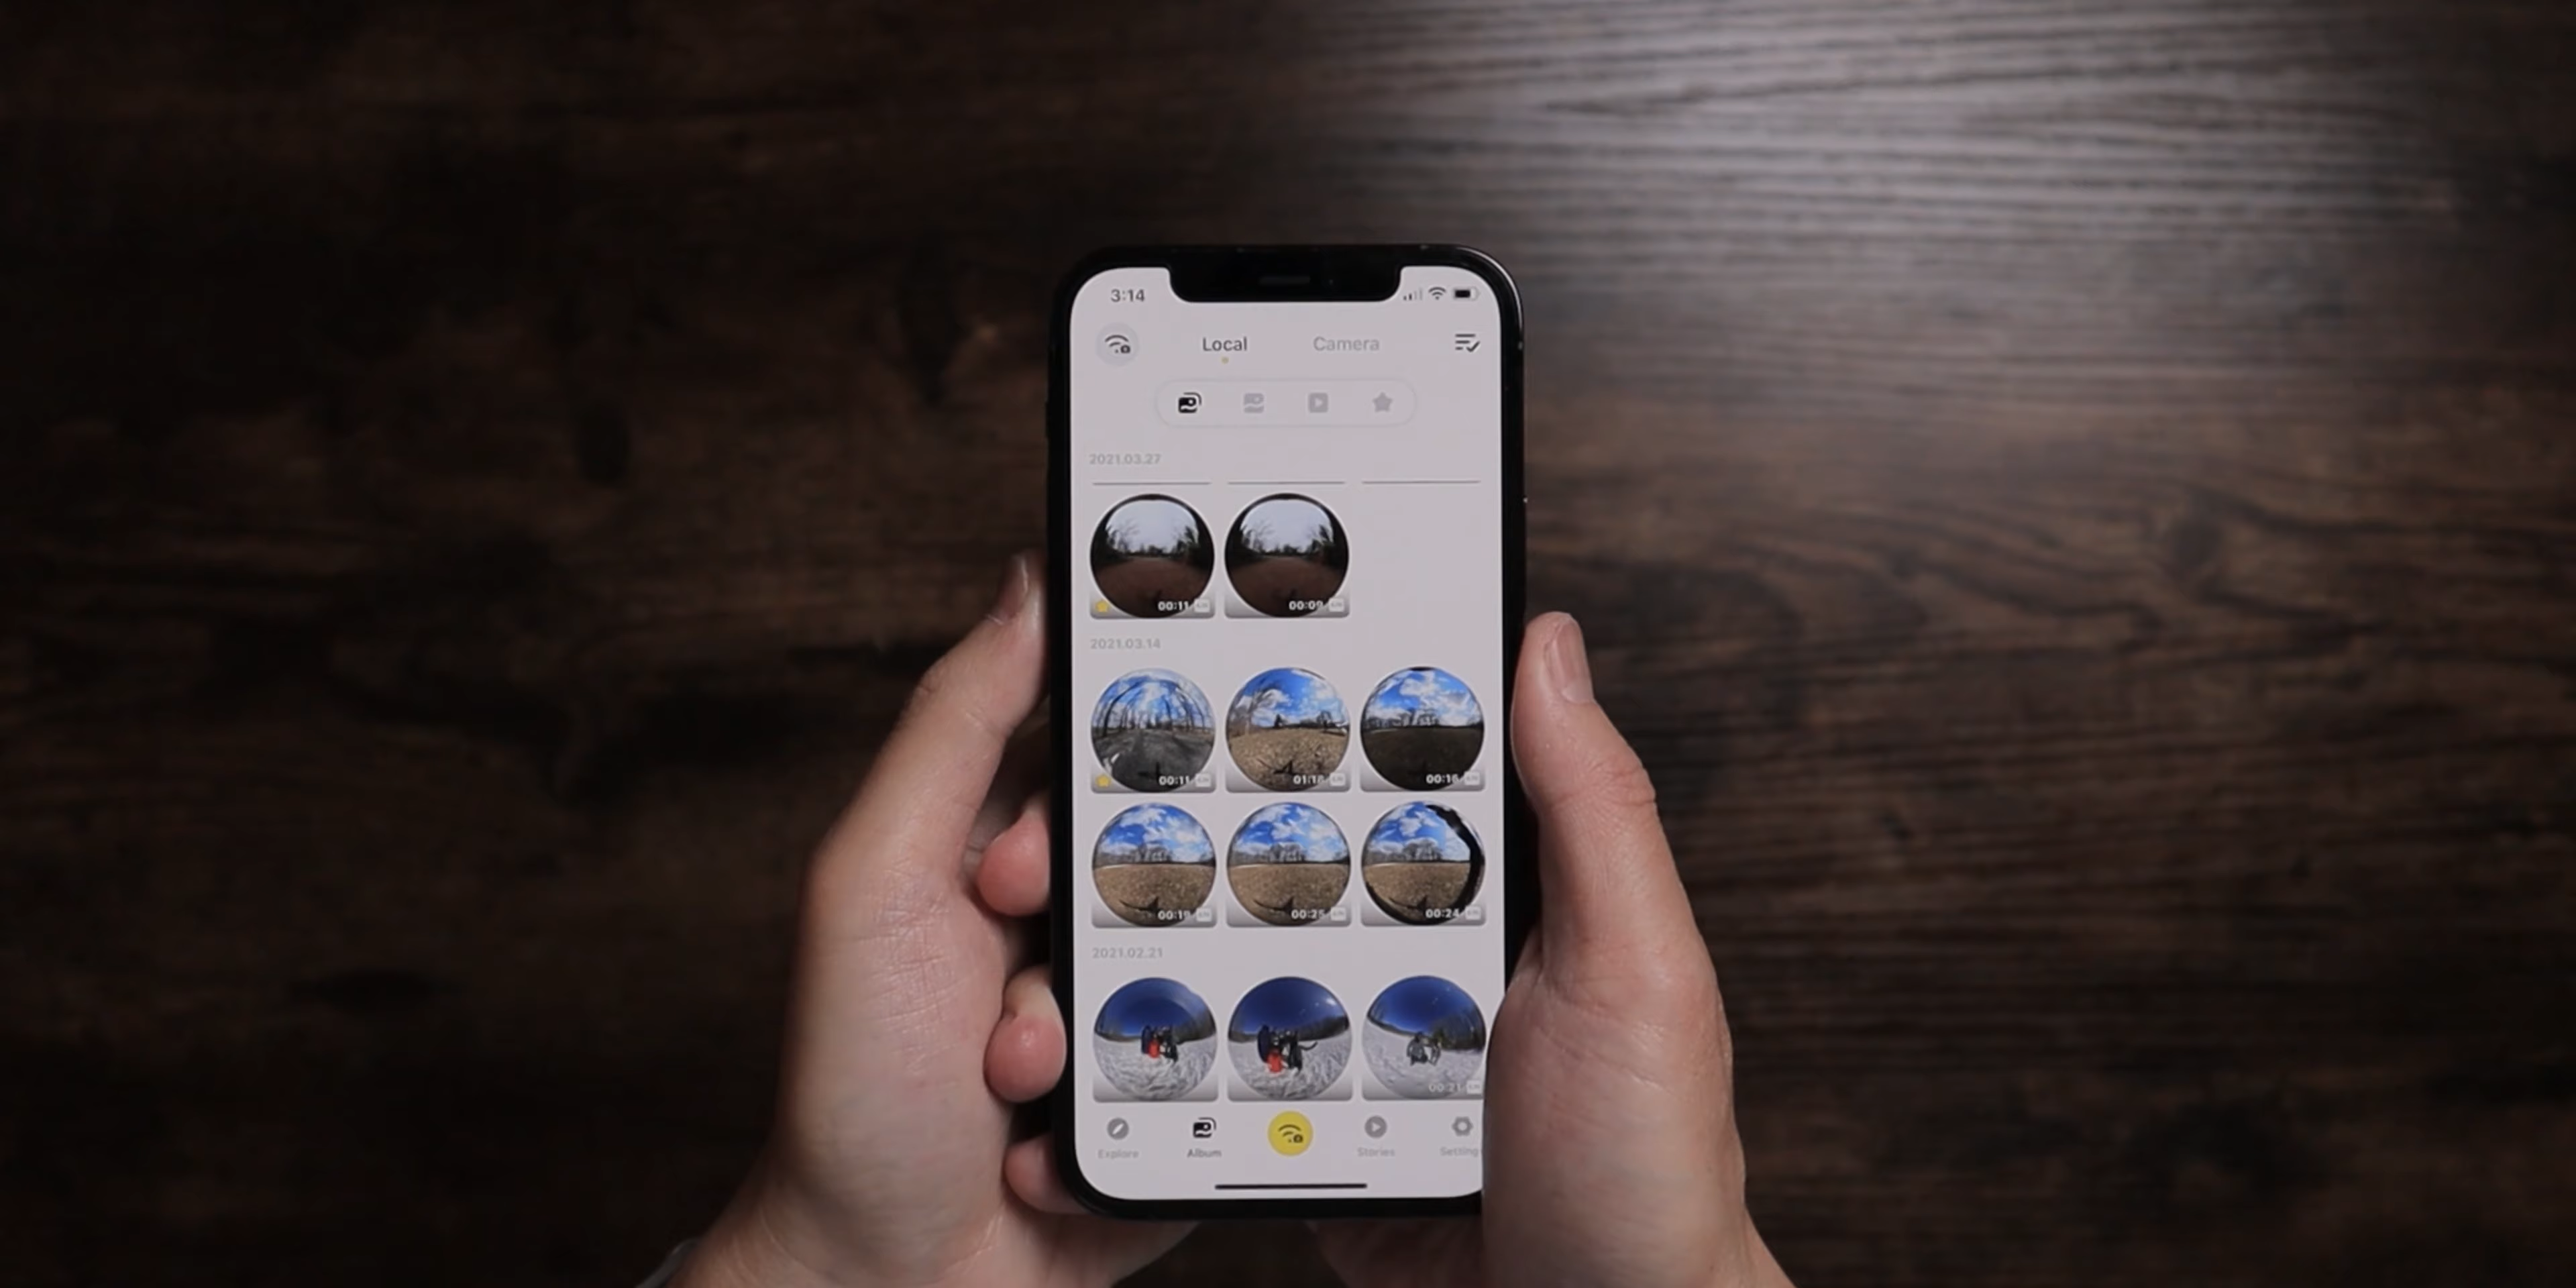 3:14
Local Camera
2021.03.27
00:11 00:09
2021.03.14
00:11 01:18 00:16
00:19 00:25 00:24
2021.02.21
00:21
Explore Album Stories Setting